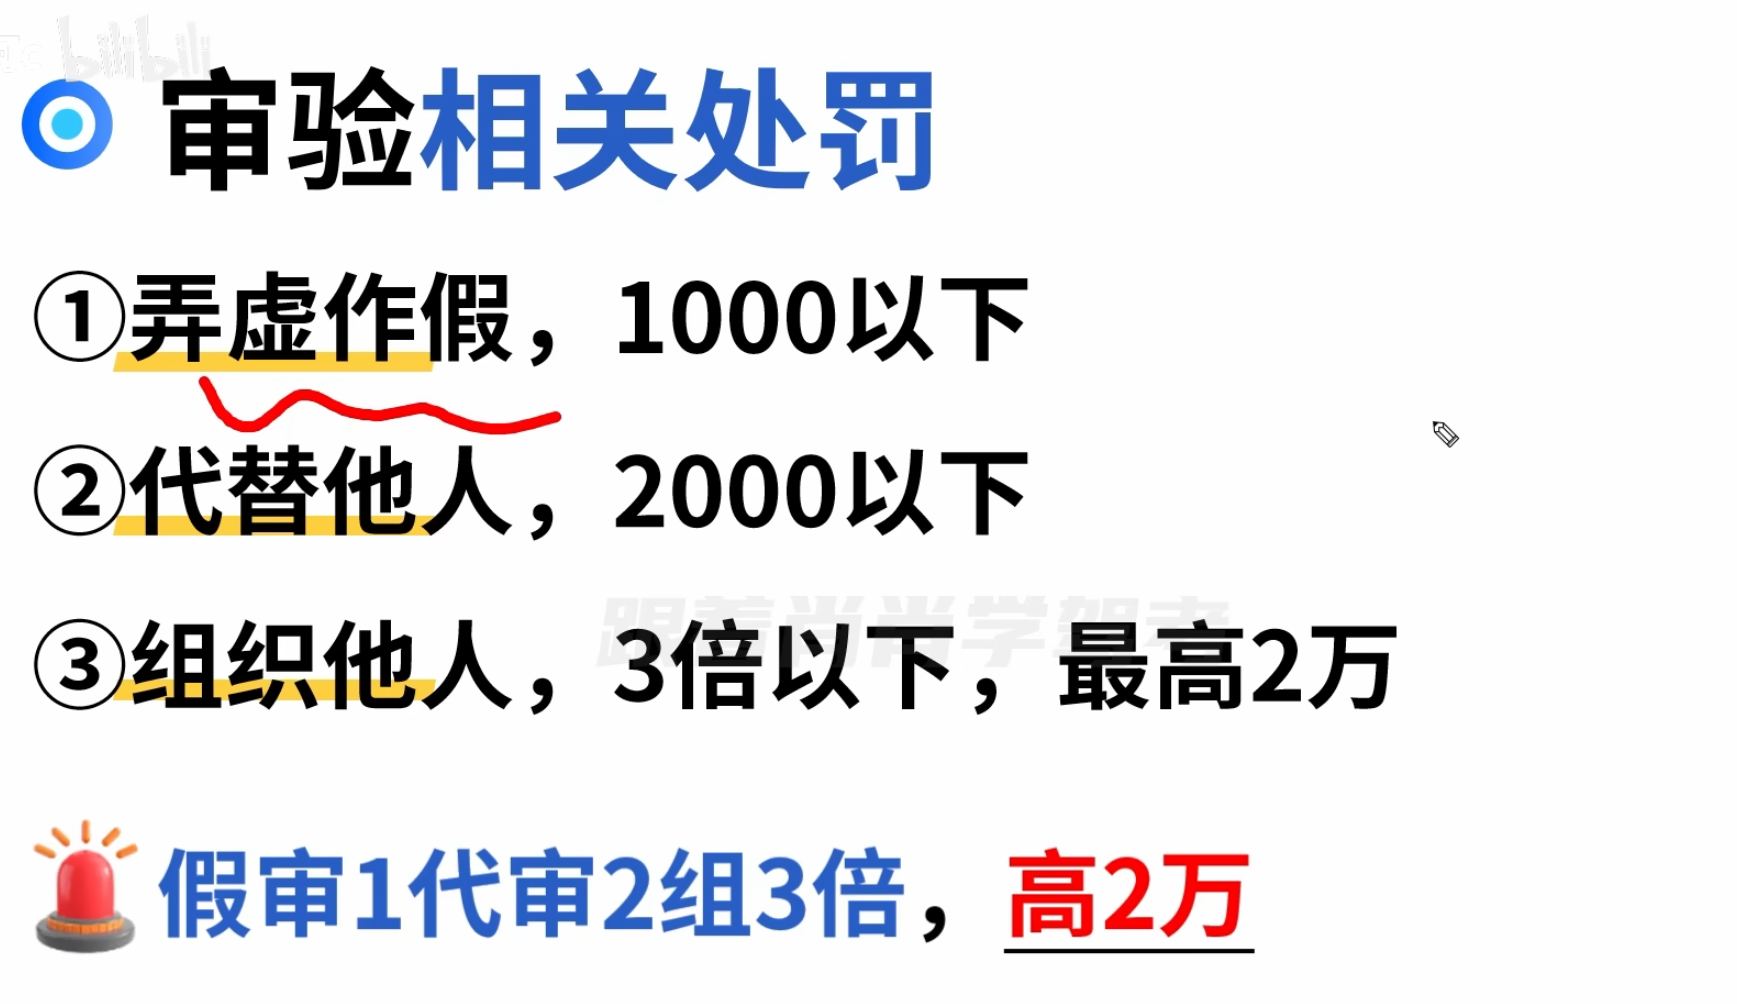 bilibili
审验相关处罚
①弄虚作假，1000以下
②代替他人，2000以下
跟着尚尚学驾考
③组织他人，3倍以下，最高2万
假审1代审2组3倍，高2万